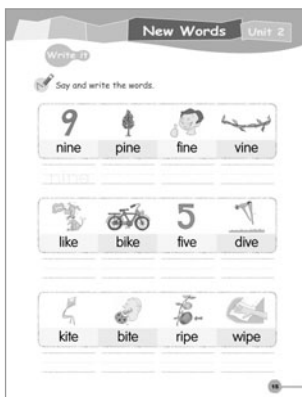 New Words Unit 2
Write it
Say and write the words.
9
nine pine fine vine
nine
5
like bike five dive
kite bite ripe wipe
15